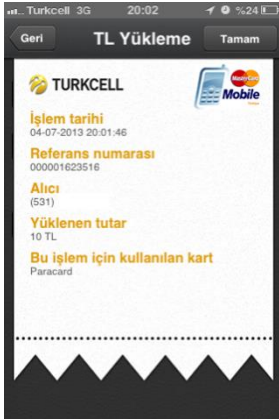 Turkcell 3G 20:02 %24
Geri TL Yükleme Tamam
TURKCELL
MasterCard
Mobile
İşlem tarihi
04-07-2013 20:01:46
Referans numarası
000001623516
Alıcı
(531)
Yüklenen tutar
10 TL
Bu işlem için kullanılan kart
Paracard